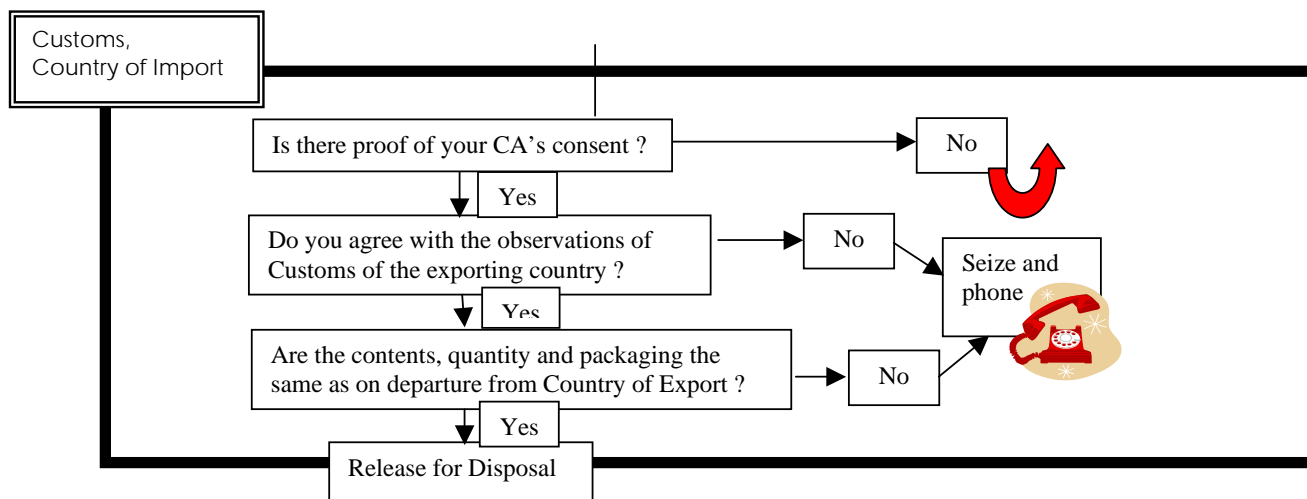 Customs,
Country of Import
Is there proof of your CA’s consent ?
No
Yes
Do you agree with the observations of
Customs of the exporting country ?
No
Seize and
phone
Yes
Are the contents, quantity and packaging the
same as on departure from Country of Export ?
No
Yes
Release for Disposal